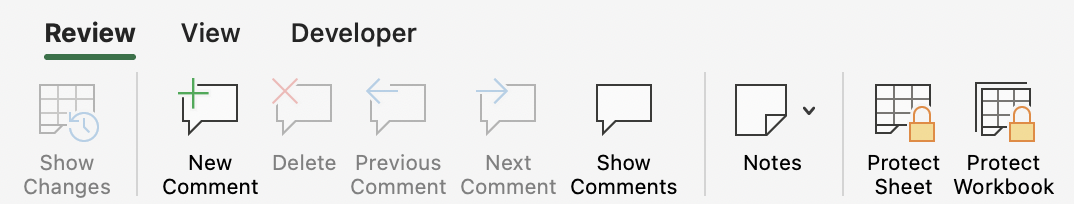 Review View Developer
Show Changes
New Comment
Delete
Previous Comment
Next Comment
Show Comments
Notes
Protect Sheet
Protect Workbook